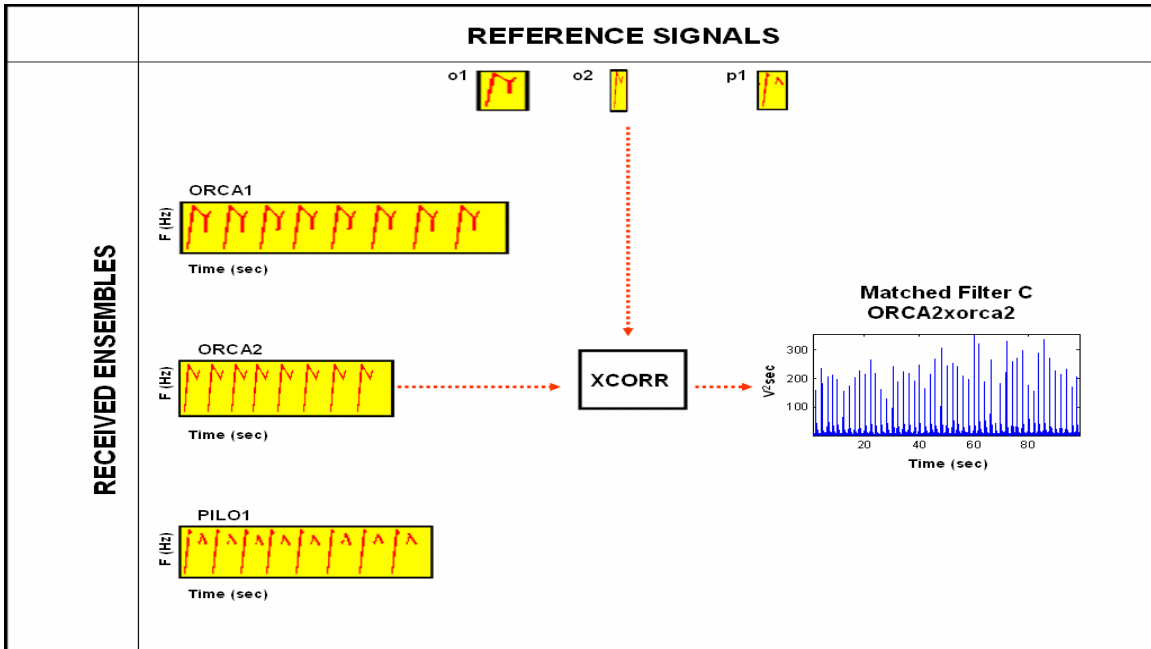 REFERENCE SIGNALS
o1
o2
p1
RECEIVED ENSEMBLES
ORCA1
F (Hz)
Time (sec)
ORCA2
F (Hz)
Time (sec)
XCORR
Matched Filter C
ORCA2xorca2
V²sec
300
200
100
20
40
60
80
Time (sec)
PILO1
F (Hz)
Time (sec)